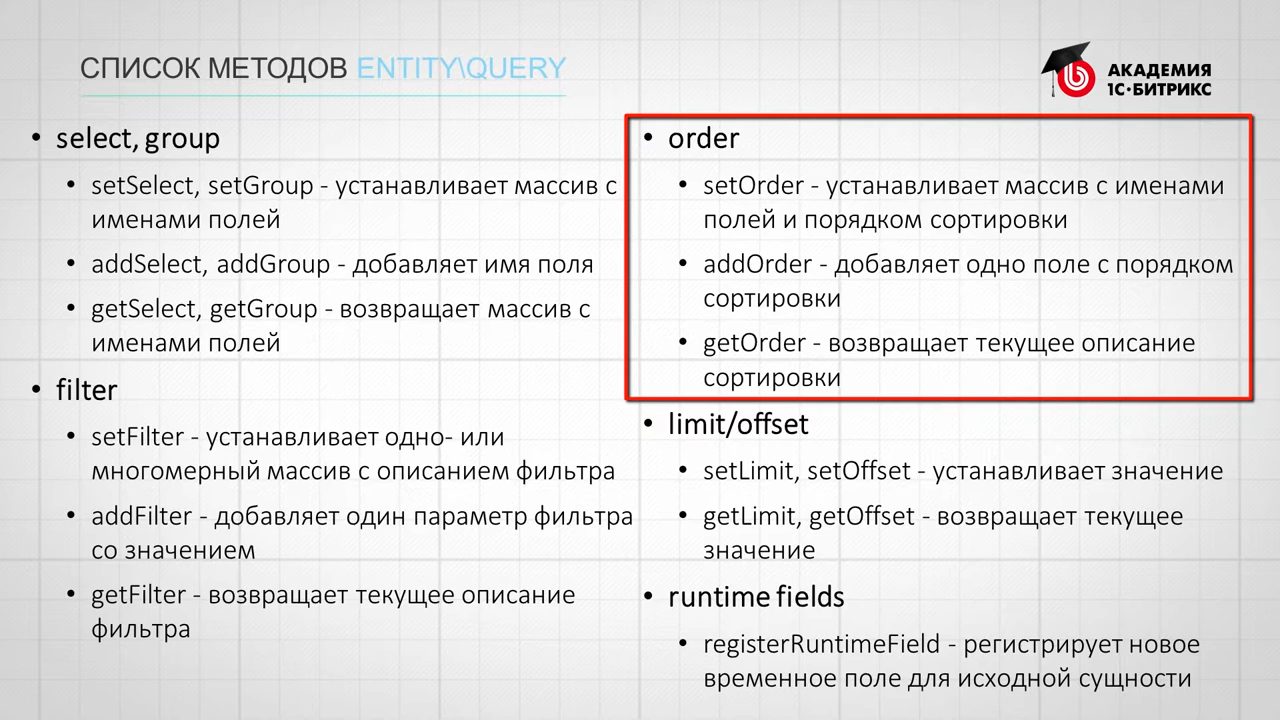 СПИСОК МЕТОДОВ ENTITY\QUERY
АКАДЕМИЯ
1С·БИТРИКС
• select, group
• setSelect, setGroup - устанавливает массив с
именами полей
• addSelect, addGroup - добавляет имя поля
• getSelect, getGroup - возвращает массив с
именами полей
• filter
• setFilter - устанавливает одно- или
многомерный массив с описанием фильтра
• addFilter - добавляет один параметр фильтра
со значением
• getFilter - возвращает текущее описание
фильтра
• order
• setOrder - устанавливает массив с именами
полей и порядком сортировки
• addOrder - добавляет одно поле с порядком
сортировки
• getOrder - возвращает текущее описание
сортировки
• limit/offset
• setLimit, setOffset - устанавливает значение
• getLimit, getOffset - возвращает текущее
значение
• runtime fields
• registerRuntimeField - регистрирует новое
временное поле для исходной сущности